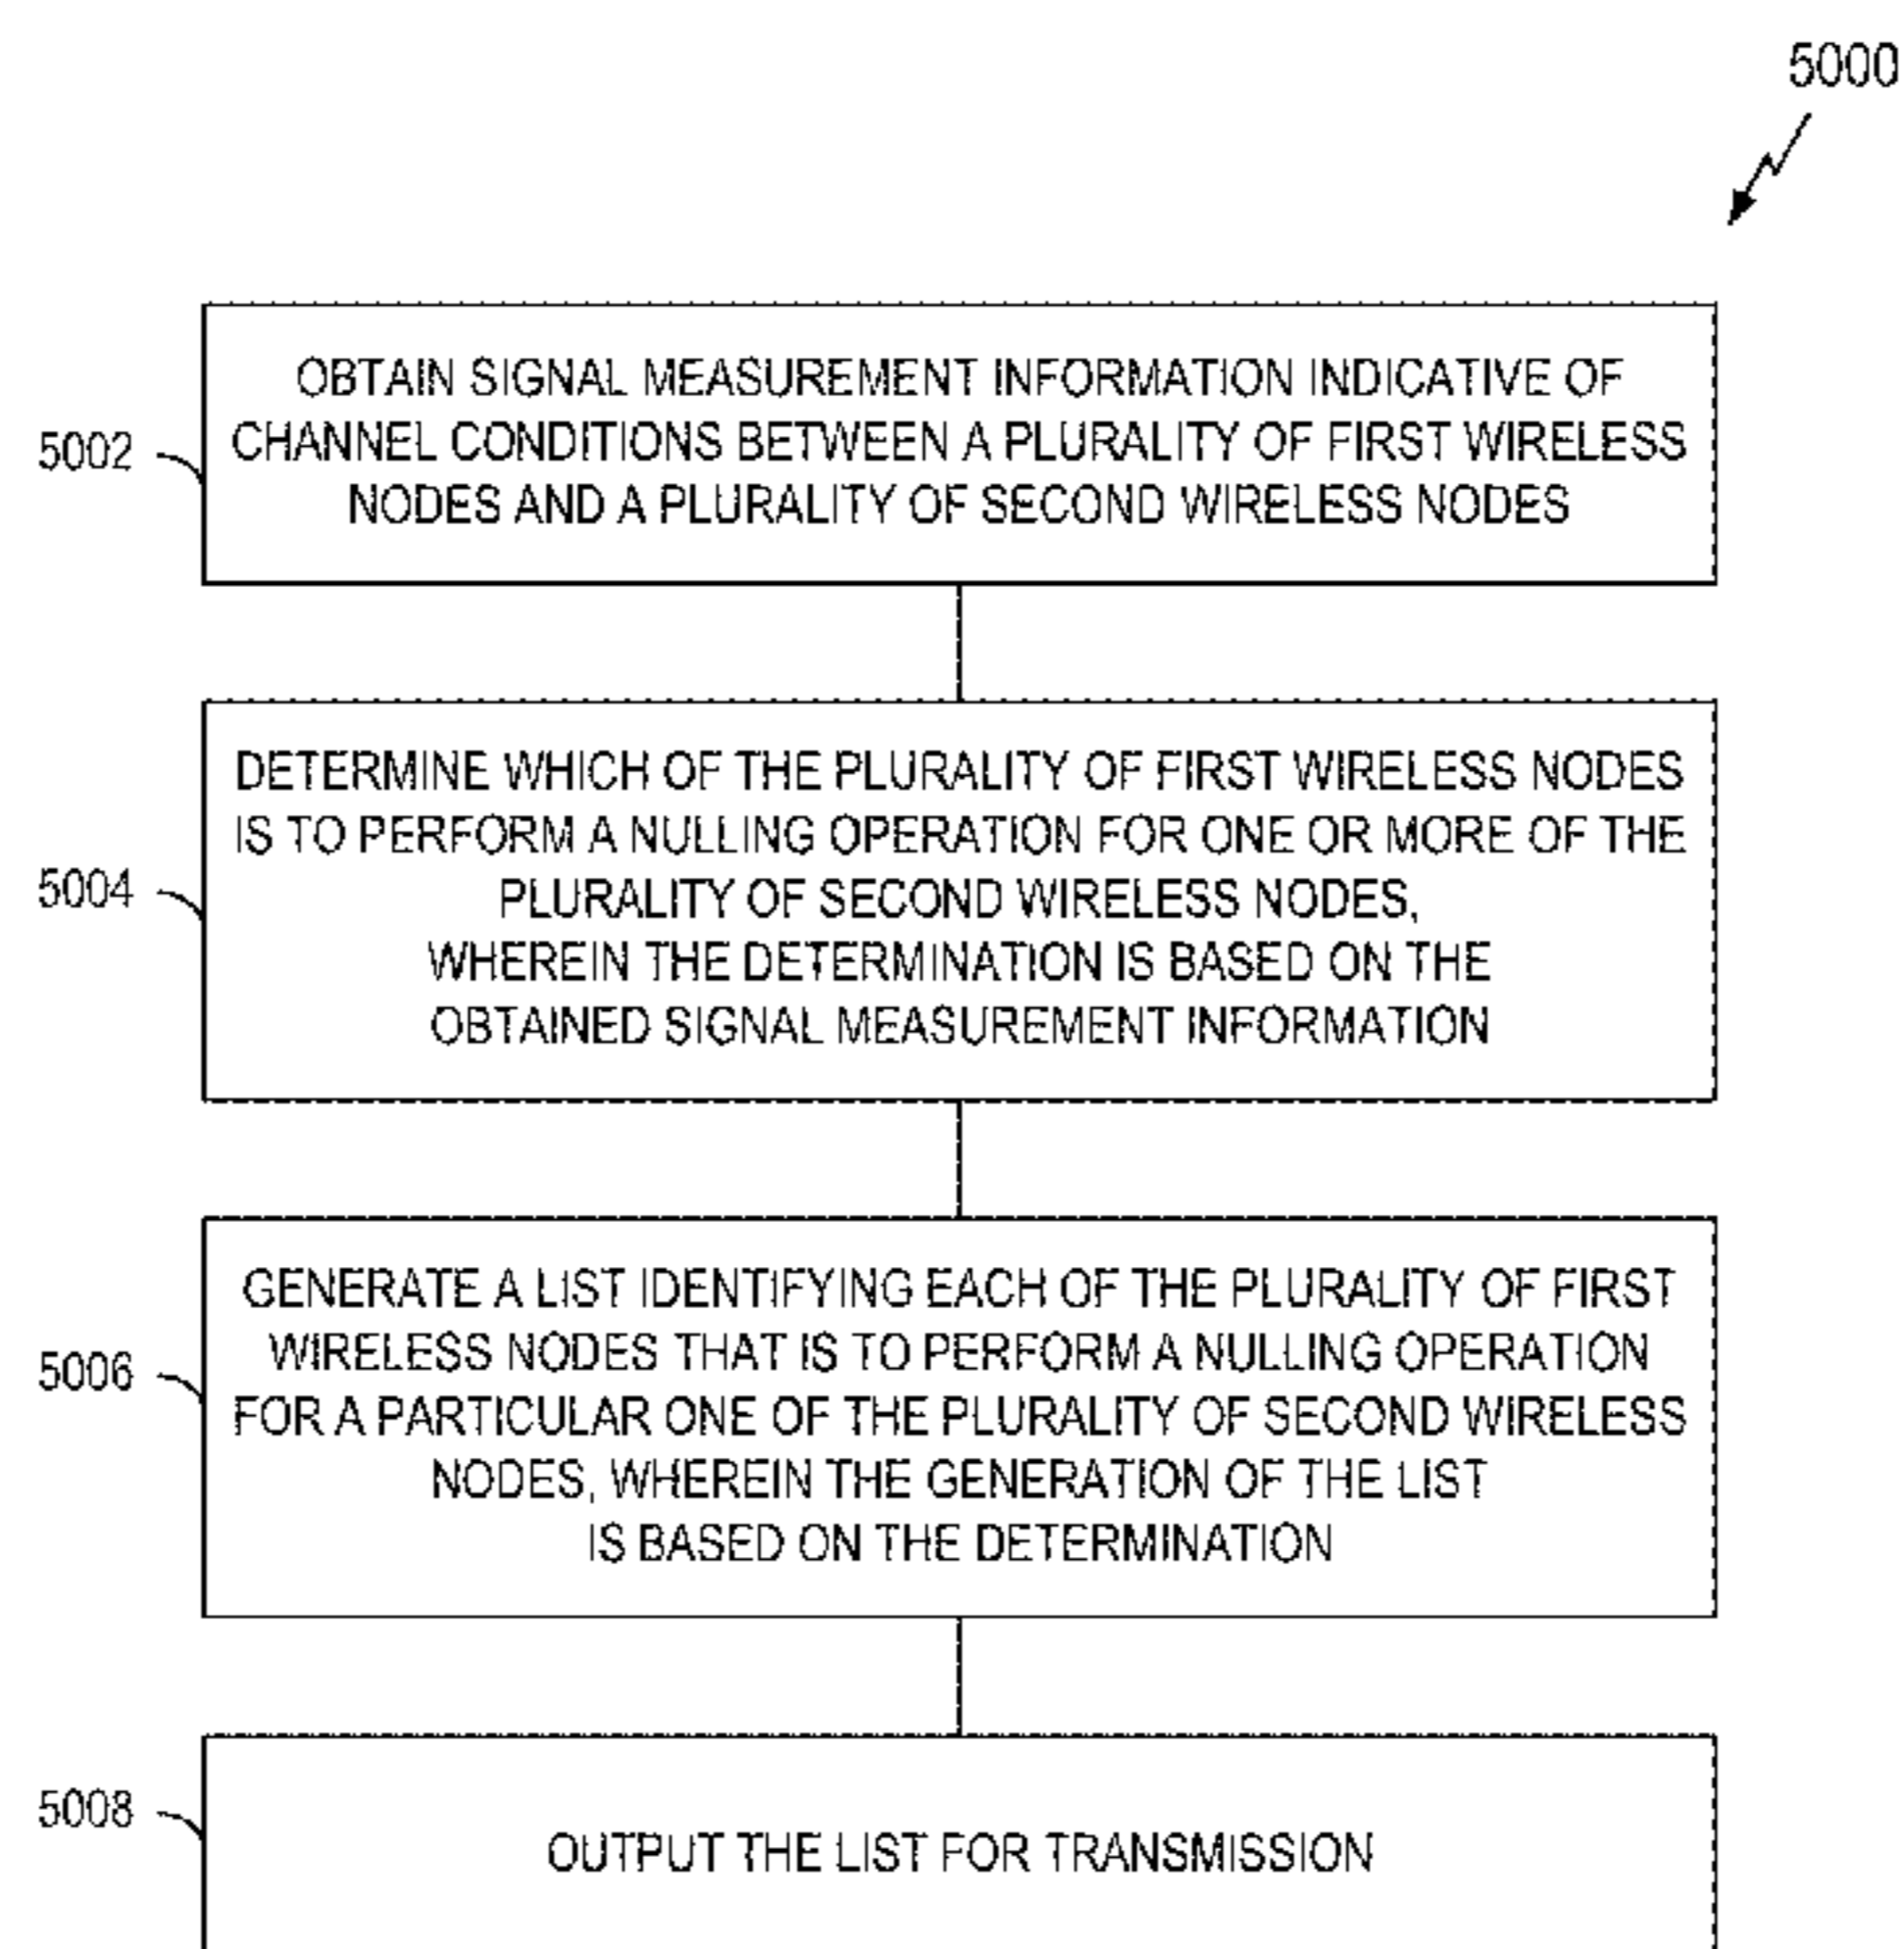 5000
5002
OBTAIN SIGNAL MEASUREMENT INFORMATION INDICATIVE OF
CHANNEL CONDITIONS BETWEEN A PLURALITY OF FIRST WIRELESS
NODES AND A PLURALITY OF SECOND WIRELESS NODES
5004
DETERMINE WHICH OF THE PLURALITY OF FIRST WIRELESS NODES
IS TO PERFORM A NULLING OPERATION FOR ONE OR MORE OF THE
PLURALITY OF SECOND WIRELESS NODES,
WHEREIN THE DETERMINATION IS BASED ON THE
OBTAINED SIGNAL MEASUREMENT INFORMATION
5006
GENERATE A LIST IDENTIFYING EACH OF THE PLURALITY OF FIRST
WIRELESS NODES THAT IS TO PERFORM A NULLING OPERATION
FOR A PARTICULAR ONE OF THE PLURALITY OF SECOND WIRELESS
NODES, WHEREIN THE GENERATION OF THE LIST
IS BASED ON THE DETERMINATION
5008
OUTPUT THE LIST FOR TRANSMISSION